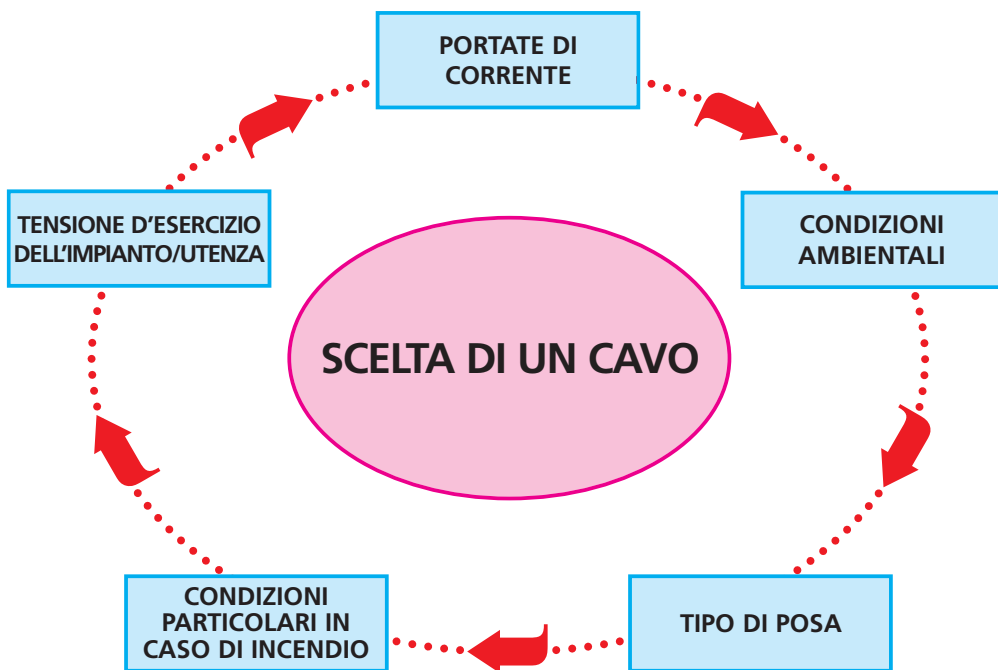 PORTATE DI
CORRENTE
TENSIONE D’ESERCIZIO
DELL’IMPIANTO/UTENZA
CONDIZIONI
AMBIENTALI
SCELTA DI UN CAVO
CONDIZIONI
PARTICOLARI IN
CASO DI INCENDIO
TIPO DI POSA